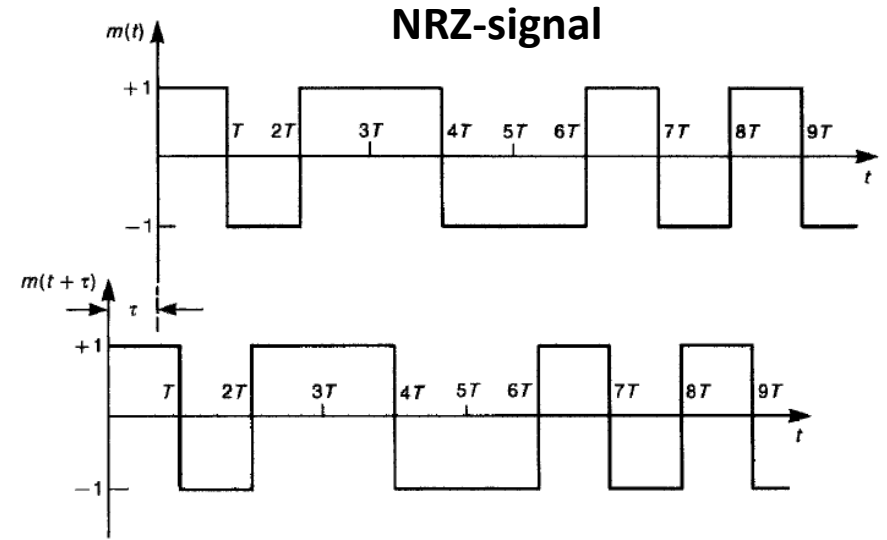 NRZ-signal
m(t)
+1
T 2T 3T 4T 5T 6T 7T 8T 9T
t
−1
m(t + τ)
τ
+1
T 2T 3T 4T 5T 6T 7T 8T 9T
t
−1